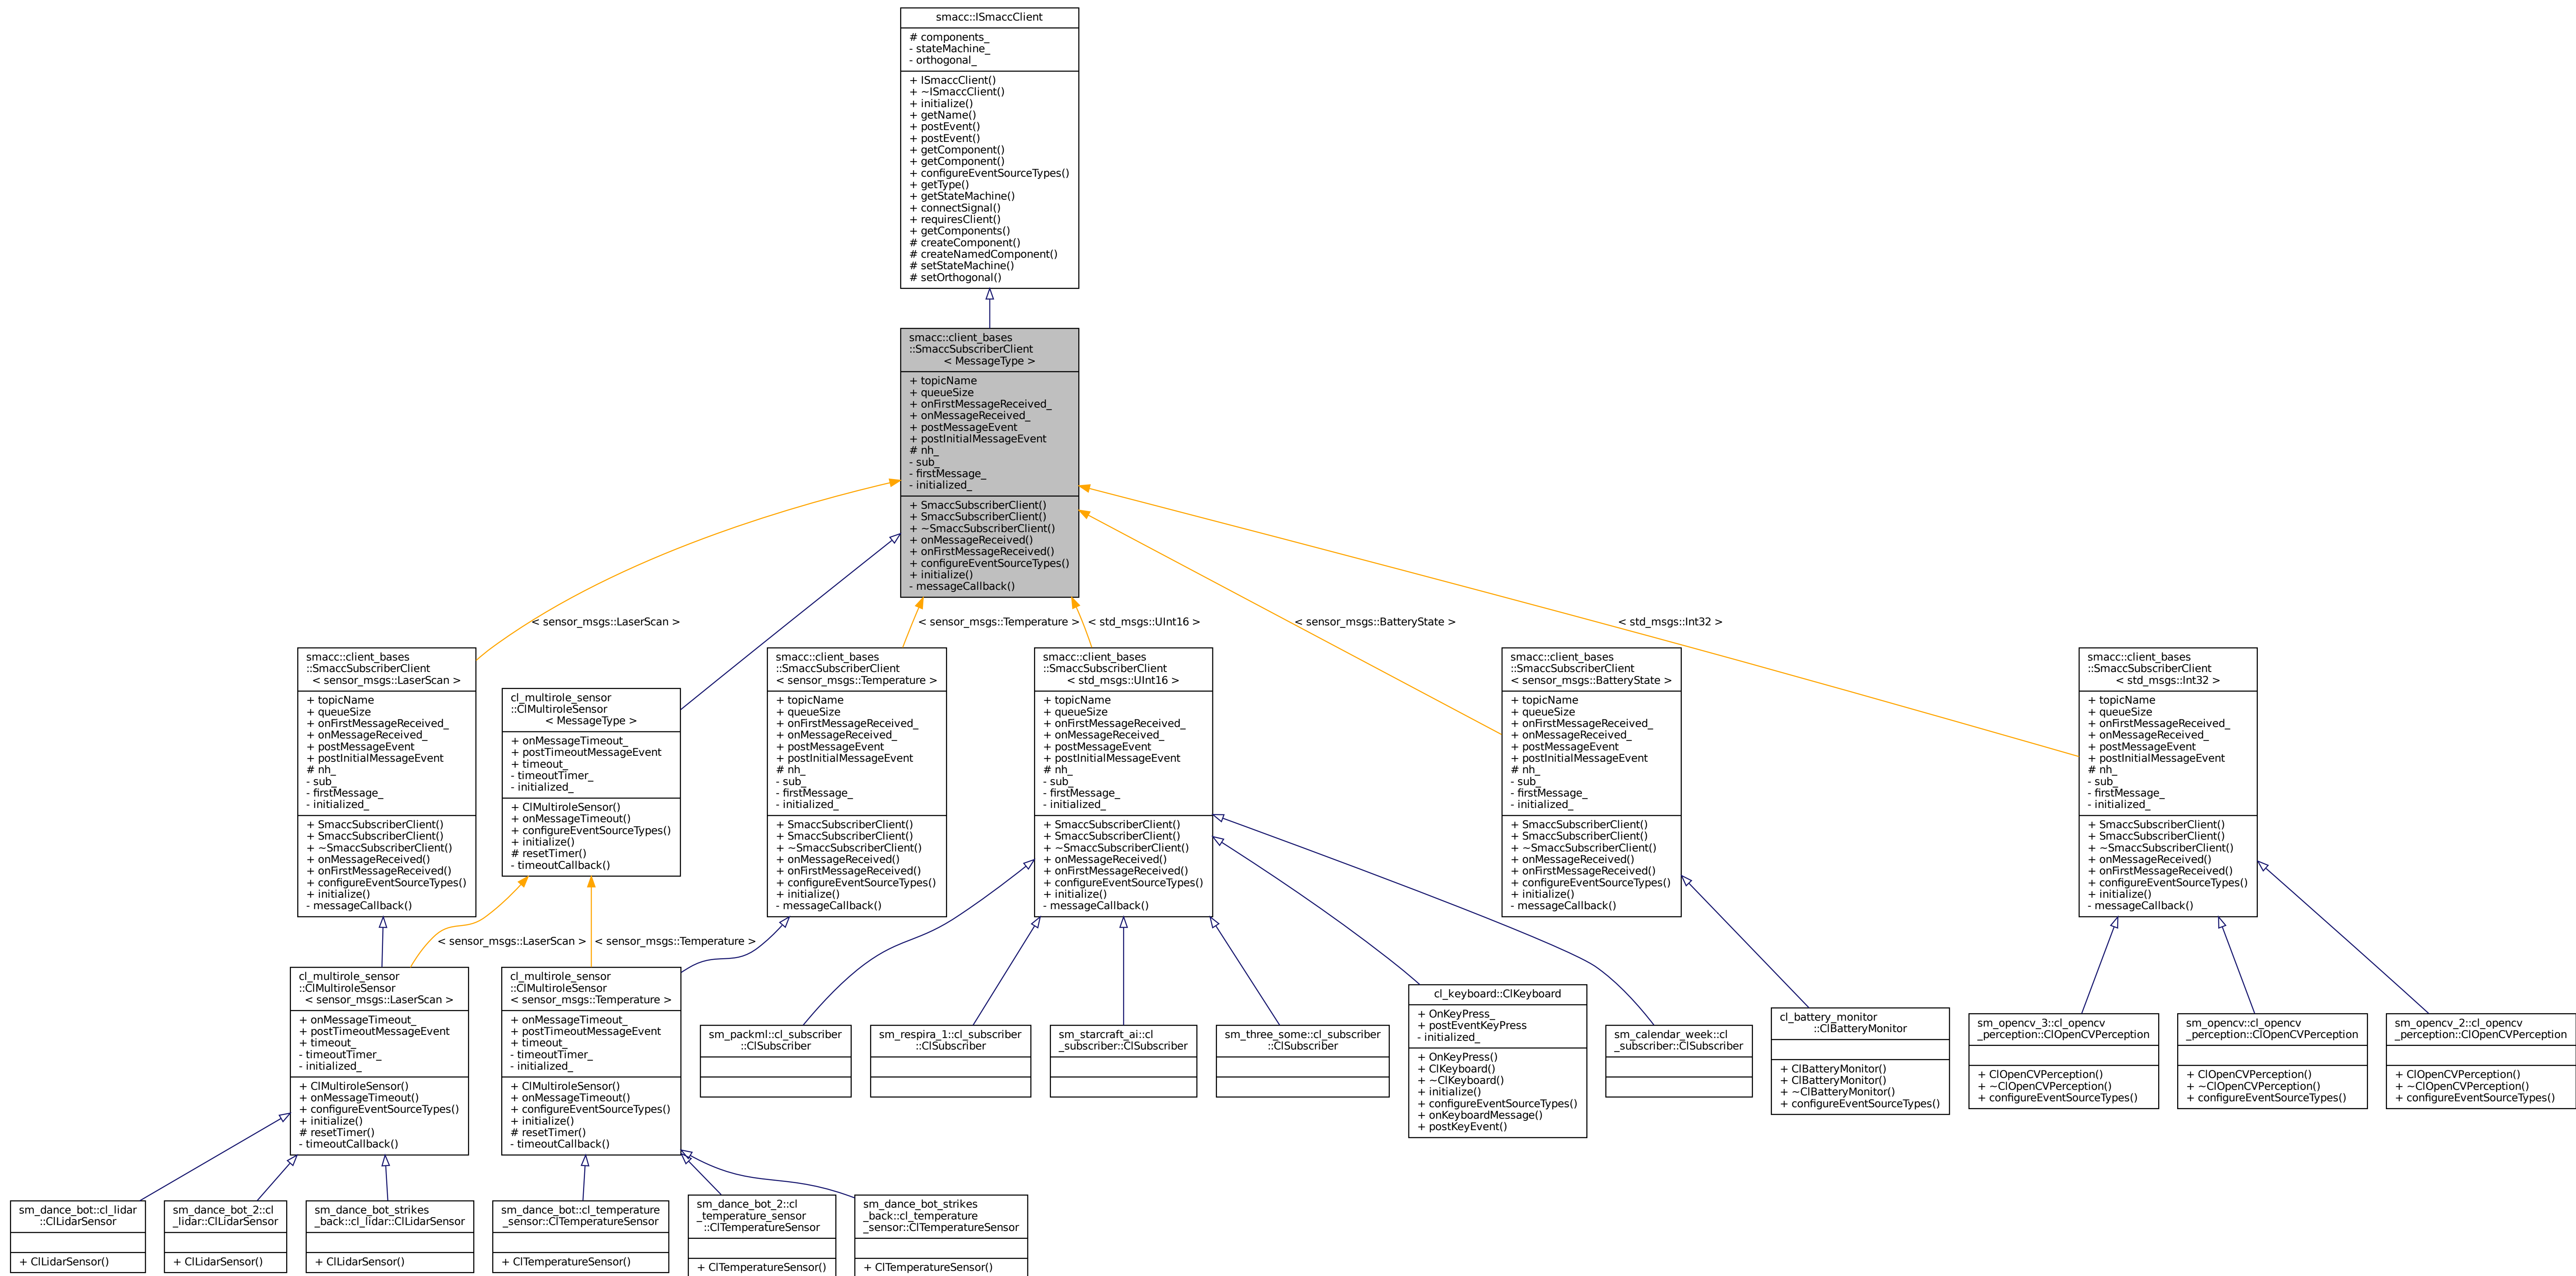 smacc::ISmaccClient
# components_
- stateMachine_
- orthogonal_
+ ISmaccClient()
+ ~ISmaccClient()
+ initialize()
+ getName()
+ postEvent()
+ postEvent()
+ getComponent()
+ getComponent()
+ configureEventSourceTypes()
+ getType()
+ getStateMachine()
+ connectSignal()
+ requiresClient()
+ getComponents()
# createComponent()
# createNamedComponent()
# setStateMachine()
# setOrthogonal()
smacc::client_bases
::SmaccSubscriberClient
< MessageType >
+ topicName
+ queueSize
+ onFirstMessageReceived_
+ onMessageReceived_
+ postMessageEvent
+ postInitialMessageEvent
# nh_
- sub_
- firstMessage_
- initialized_
+ SmaccSubscriberClient()
+ SmaccSubscriberClient()
+ ~SmaccSubscriberClient()
+ onMessageReceived()
+ onFirstMessageReceived()
+ configureEventSourceTypes()
+ initialize()
- messageCallback()
< sensor_msgs::LaserScan >
< sensor_msgs::Temperature >
< std_msgs::UInt16 >
< sensor_msgs::BatteryState >
< std_msgs::Int32 >
smacc::client_bases
::SmaccSubscriberClient
< sensor_msgs::LaserScan >
+ topicName
+ queueSize
+ onFirstMessageReceived_
+ onMessageReceived_
+ postMessageEvent
+ postInitialMessageEvent
# nh_
- sub_
- firstMessage_
- initialized_
+ SmaccSubscriberClient()
+ SmaccSubscriberClient()
+ ~SmaccSubscriberClient()
+ onMessageReceived()
+ onFirstMessageReceived()
+ configureEventSourceTypes()
+ initialize()
- messageCallback()
cl_multirole_sensor
::ClMultiroleSensor
< MessageType >
+ onMessageTimeout_
+ postTimeoutMessageEvent
+ timeout_
- timeoutTimer_
- initialized_
+ ClMultiroleSensor()
+ onMessageTimeout()
+ configureEventSourceTypes()
+ initialize()
# resetTimer()
- timeoutCallback()
smacc::client_bases
::SmaccSubscriberClient
< sensor_msgs::Temperature >
+ topicName
+ queueSize
+ onFirstMessageReceived_
+ onMessageReceived_
+ postMessageEvent
+ postInitialMessageEvent
# nh_
- sub_
- firstMessage_
- initialized_
+ SmaccSubscriberClient()
+ SmaccSubscriberClient()
+ ~SmaccSubscriberClient()
+ onMessageReceived()
+ onFirstMessageReceived()
+ configureEventSourceTypes()
+ initialize()
- messageCallback()
smacc::client_bases
::SmaccSubscriberClient
< std_msgs::UInt16 >
+ topicName
+ queueSize
+ onFirstMessageReceived_
+ onMessageReceived_
+ postMessageEvent
+ postInitialMessageEvent
# nh_
- sub_
- firstMessage_
- initialized_
+ SmaccSubscriberClient()
+ SmaccSubscriberClient()
+ ~SmaccSubscriberClient()
+ onMessageReceived()
+ onFirstMessageReceived()
+ configureEventSourceTypes()
+ initialize()
- messageCallback()
smacc::client_bases
::SmaccSubscriberClient
< sensor_msgs::BatteryState >
+ topicName
+ queueSize
+ onFirstMessageReceived_
+ onMessageReceived_
+ postMessageEvent
+ postInitialMessageEvent
# nh_
- sub_
- firstMessage_
- initialized_
+ SmaccSubscriberClient()
+ SmaccSubscriberClient()
+ ~SmaccSubscriberClient()
+ onMessageReceived()
+ onFirstMessageReceived()
+ configureEventSourceTypes()
+ initialize()
- messageCallback()
smacc::client_bases
::SmaccSubscriberClient
< std_msgs::Int32 >
+ topicName
+ queueSize
+ onFirstMessageReceived_
+ onMessageReceived_
+ postMessageEvent
+ postInitialMessageEvent
# nh_
- sub_
- firstMessage_
- initialized_
+ SmaccSubscriberClient()
+ SmaccSubscriberClient()
+ ~SmaccSubscriberClient()
+ onMessageReceived()
+ onFirstMessageReceived()
+ configureEventSourceTypes()
+ initialize()
- messageCallback()
< sensor_msgs::LaserScan >
< sensor_msgs::Temperature >
cl_multirole_sensor
::ClMultiroleSensor
< sensor_msgs::LaserScan >
+ onMessageTimeout_
+ postTimeoutMessageEvent
+ timeout_
- timeoutTimer_
- initialized_
+ ClMultiroleSensor()
+ onMessageTimeout()
+ configureEventSourceTypes()
+ initialize()
# resetTimer()
- timeoutCallback()
cl_multirole_sensor
::ClMultiroleSensor
< sensor_msgs::Temperature >
+ onMessageTimeout_
+ postTimeoutMessageEvent
+ timeout_
- timeoutTimer_
- initialized_
+ ClMultiroleSensor()
+ onMessageTimeout()
+ configureEventSourceTypes()
+ initialize()
# resetTimer()
- timeoutCallback()
sm_packml::cl_subscriber
::ClSubscriber
sm_respira_1::cl_subscriber
::ClSubscriber
sm_starcraft_ai::cl
_subscriber::ClSubscriber
sm_three_some::cl_subscriber
::ClSubscriber
cl_keyboard::ClKeyboard
+ OnKeyPress_
+ postEventKeyPress
- initialized_
+ OnKeyPress()
+ ClKeyboard()
+ ~ClKeyboard()
+ initialize()
+ configureEventSourceTypes()
+ onKeyboardMessage()
+ postKeyEvent()
sm_calendar_week::cl
_subscriber::ClSubscriber
cl_battery_monitor
::ClBatteryMonitor
+ ClBatteryMonitor()
+ ClBatteryMonitor()
+ ~ClBatteryMonitor()
+ configureEventSourceTypes()
sm_opencv_3::cl_opencv
_perception::ClOpenCVPerception
+ ClOpenCVPerception()
+ ~ClOpenCVPerception()
+ configureEventSourceTypes()
sm_opencv::cl_opencv
_perception::ClOpenCVPerception
+ ClOpenCVPerception()
+ ~ClOpenCVPerception()
+ configureEventSourceTypes()
sm_opencv_2::cl_opencv
_perception::ClOpenCVPerception
+ ClOpenCVPerception()
+ ~ClOpenCVPerception()
+ configureEventSourceTypes()
sm_dance_bot::cl_lidar
::ClLidarSensor
+ ClLidarSensor()
sm_dance_bot_2::cl
_lidar::ClLidarSensor
+ ClLidarSensor()
sm_dance_bot_strikes
_back::cl_lidar::ClLidarSensor
+ ClLidarSensor()
sm_dance_bot::cl_temperature
_sensor::ClTemperatureSensor
+ ClTemperatureSensor()
sm_dance_bot_2::cl
_temperature_sensor
::ClTemperatureSensor
+ ClTemperatureSensor()
sm_dance_bot_strikes
_back::cl_temperature
_sensor::ClTemperatureSensor
+ ClTemperatureSensor()